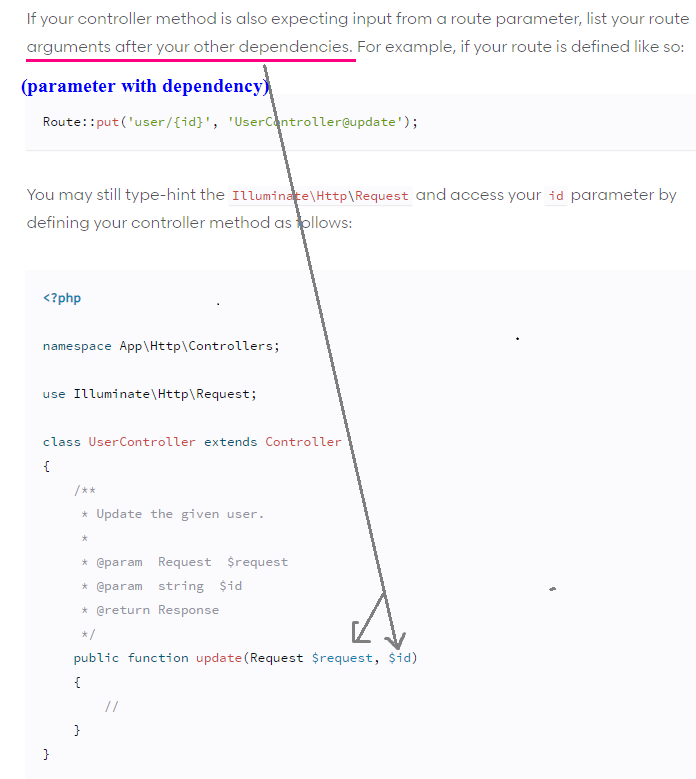 If your controller method is also expecting input from a route parameter, list your route
arguments after your other dependencies. For example, if your route is defined like so:
(parameter with dependency)
Route::put('user/{id}', 'UserController@update');
You may still type-hint the Illuminate\Http\Request and access your id parameter by
defining your controller method as follows:
<?php
namespace App\Http\Controllers;
use Illuminate\Http\Request;
class UserController extends Controller
{
/**
* Update the given user.
*
* @param  Request  $request
* @param  string  $id
* @return Response
*/
public function update(Request $request, $id)
{
//
}
}